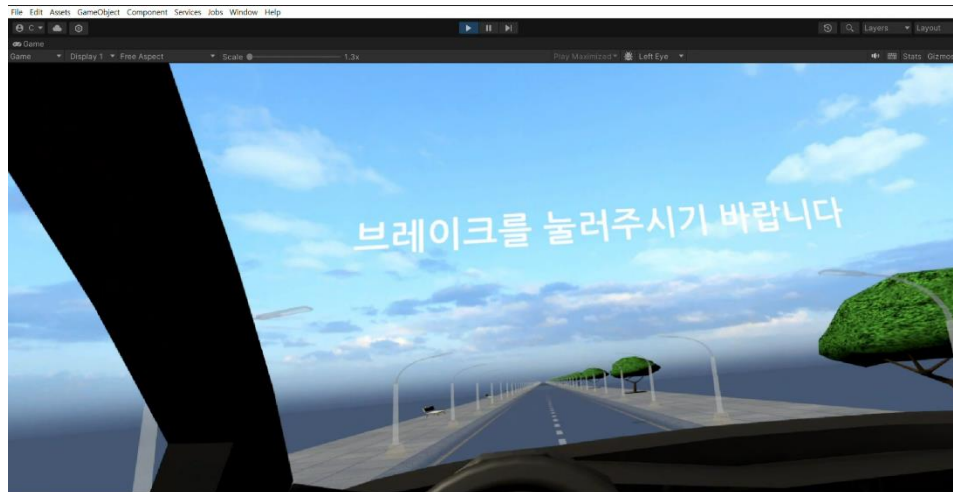 File Edit Assets GameObject Component Services Jobs Window Help
C Layers Layout
Game
Game Display 1 Free Aspect Scale 1.3x Play Maximized Left Eye Stats Gizmos
브레이크를 눌러주시기 바랍니다